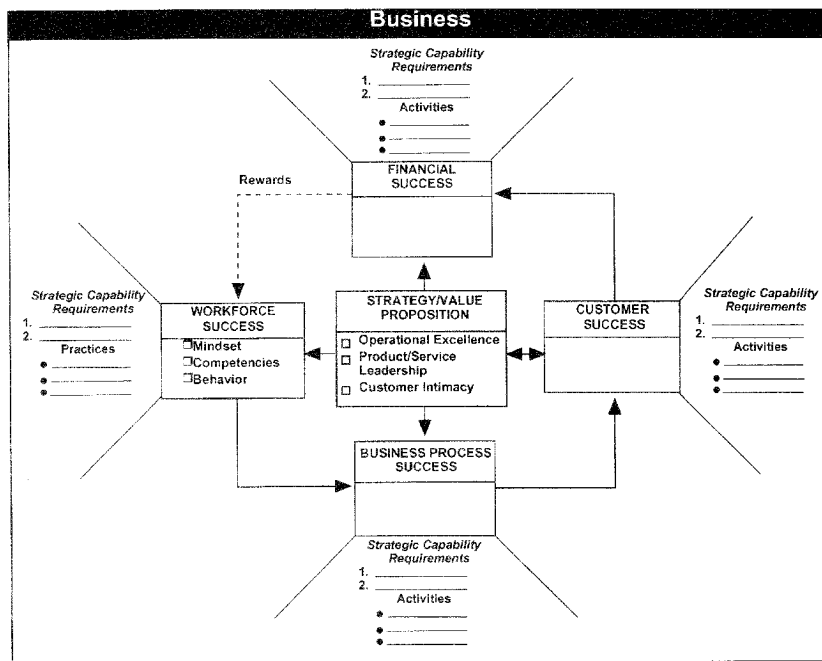 Business
Strategic Capability
Requirements
1.
2.
Activities
FINANCIAL
SUCCESS
Rewards
Strategic Capability
Requirements
1.
2.
Practices
WORKFORCE
SUCCESS
Mindset
Competencies
Behavior
STRATEGY/VALUE
PROPOSITION
Operational Excellence
Product/Service
Leadership
Customer Intimacy
CUSTOMER
SUCCESS
Strategic Capability
Requirements
1.
2.
Activities
BUSINESS PROCESS
SUCCESS
Strategic Capability
Requirements
1.
2.
Activities